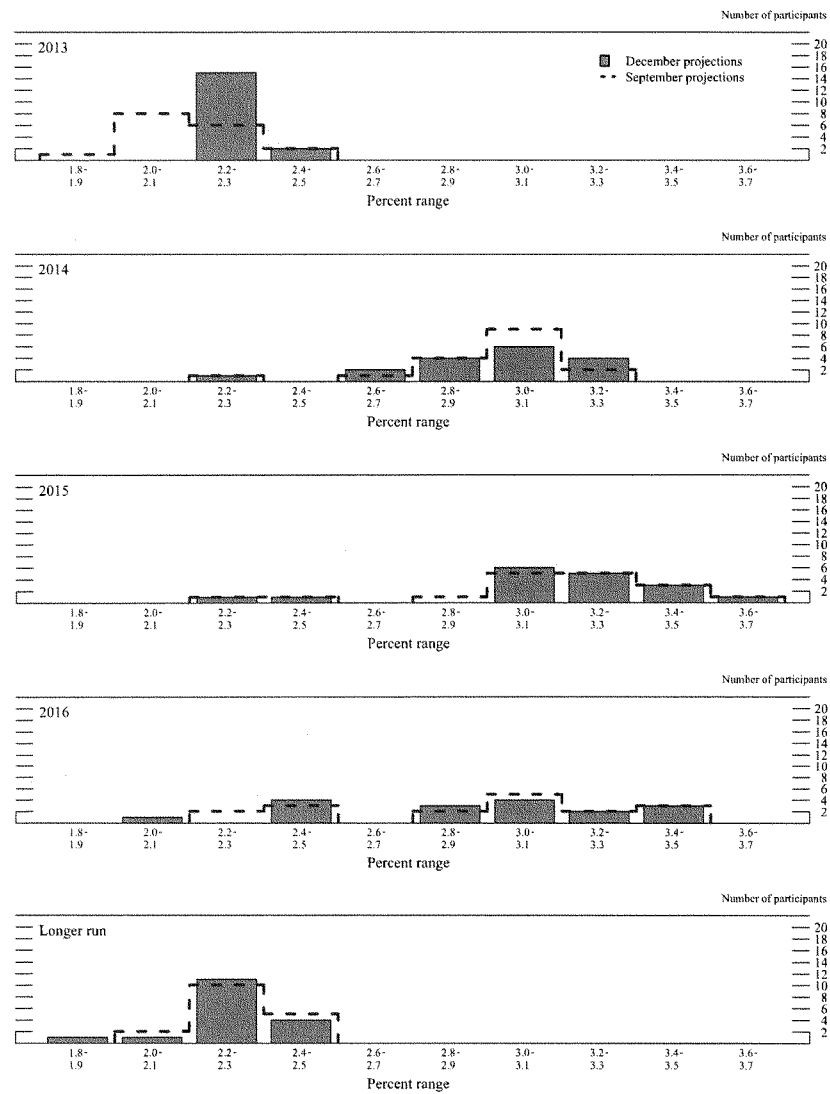 Number of participants
2013
December projections
September projections
20
18
16
14
12
10
8
6
4
2
1.8- 2.0- 2.2- 2.4- 2.6- 2.8- 3.0- 3.2- 3.4- 3.6-
1.9 2.1 2.3 2.5 2.7 2.9 3.1 3.3 3.5 3.7
Percent range
Number of participants
2014
20
18
16
14
12
10
8
6
4
2
1.8- 2.0- 2.2- 2.4- 2.6- 2.8- 3.0- 3.2- 3.4- 3.6-
1.9 2.1 2.3 2.5 2.7 2.9 3.1 3.3 3.5 3.7
Percent range
Number of participants
2015
20
18
16
14
12
10
8
6
4
2
1.8- 2.0- 2.2- 2.4- 2.6- 2.8- 3.0- 3.2- 3.4- 3.6-
1.9 2.1 2.3 2.5 2.7 2.9 3.1 3.3 3.5 3.7
Percent range
Number of participants
2016
20
18
16
14
12
10
8
6
4
2
1.8- 2.0- 2.2- 2.4- 2.6- 2.8- 3.0- 3.2- 3.4- 3.6-
1.9 2.1 2.3 2.5 2.7 2.9 3.1 3.3 3.5 3.7
Percent range
Number of participants
Longer run
20
18
16
14
12
10
8
6
4
2
1.8- 2.0- 2.2- 2.4- 2.6- 2.8- 3.0- 3.2- 3.4- 3.6-
1.9 2.1 2.3 2.5 2.7 2.9 3.1 3.3 3.5 3.7
Percent range